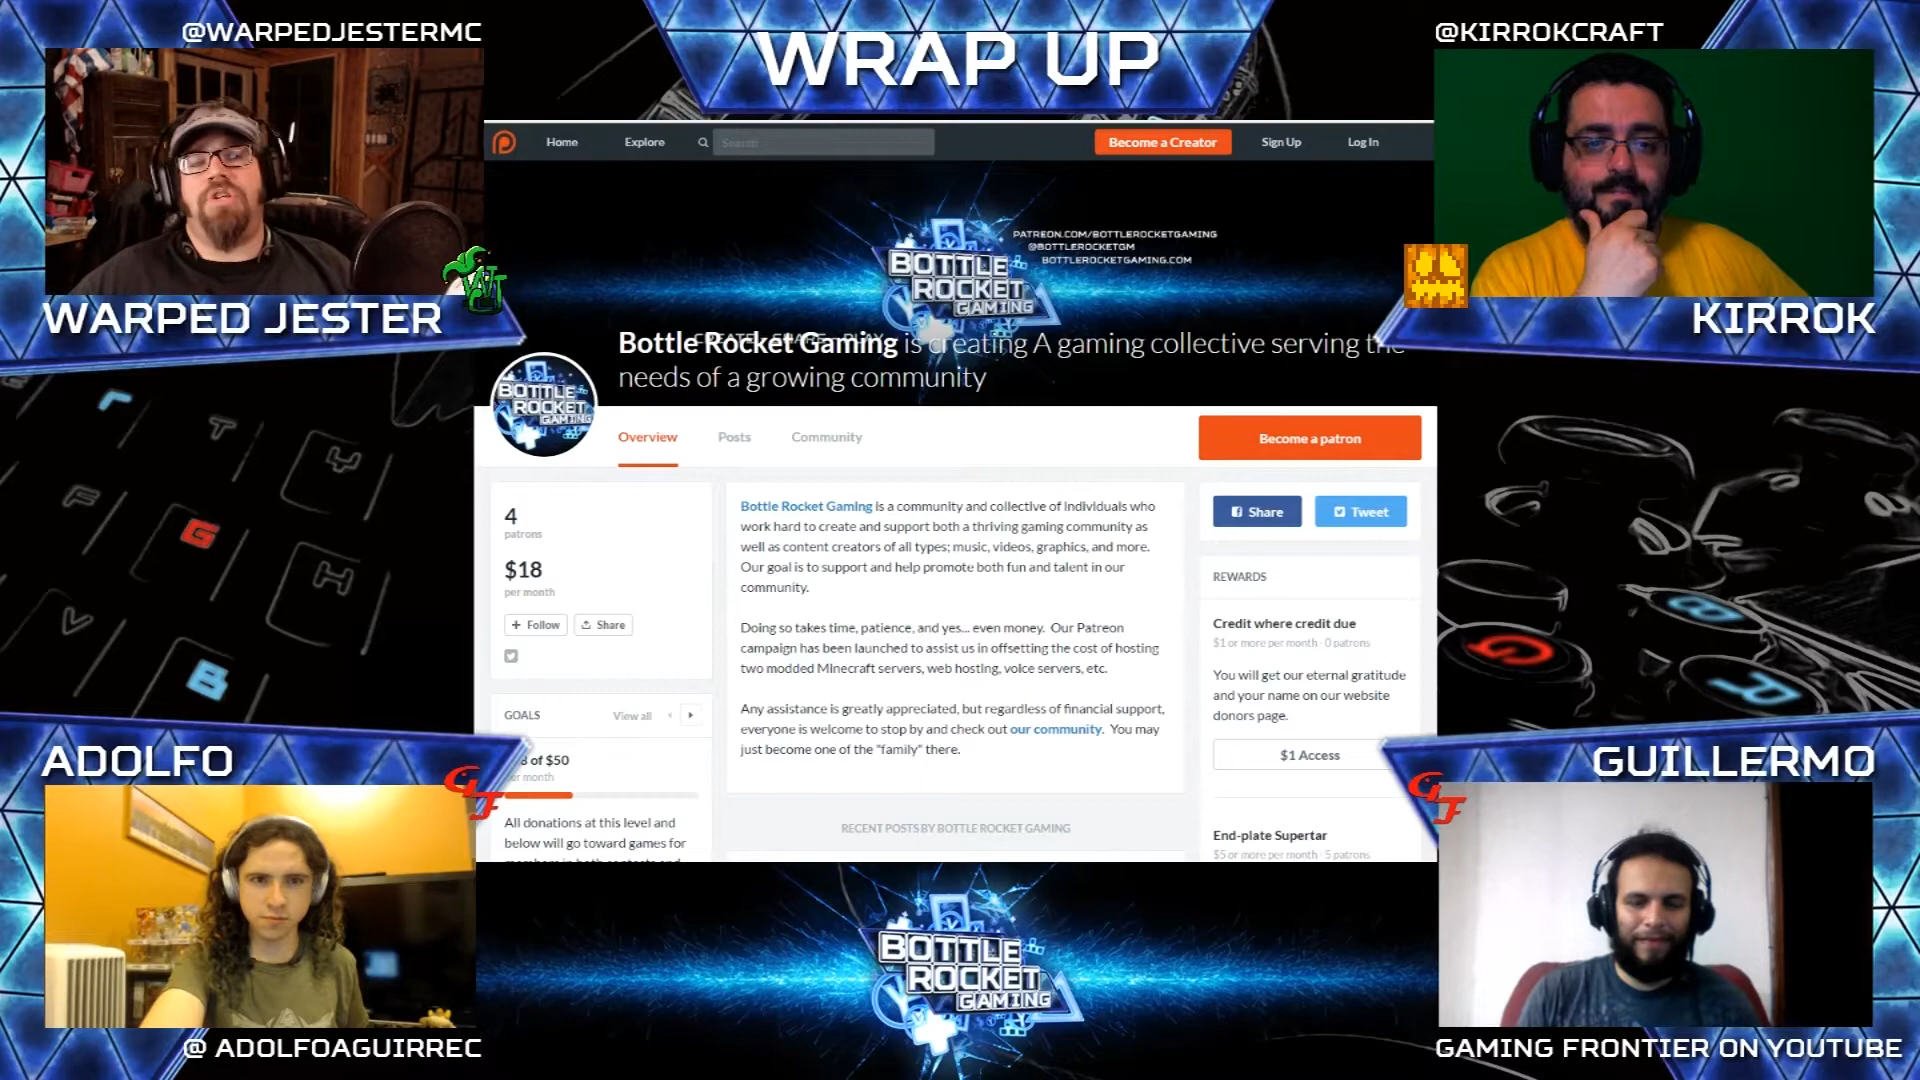 @WARPEDJESTERMC
WRAP UP
@KIRROKCRAFT
Home
Explore
Search
Become a Creator
Sign Up
Log In
PATREON.COM/BOTTLEROCKETGAMING
@BOTTLEROCKETGM
BOTTLEROCKETGAMING.COM
BOTTLE
ROCKET
GAMING
WARPED JESTER
KIRROK
CREATE SHARE PLAY
Bottle Rocket Gaming is creating A gaming collective serving the
needs of a growing community
BOTTLE
ROCKET
GAMING
Overview
Posts
Community
Become a patron
4
patrons
$18
per month
+ Follow
Share
Bottle Rocket Gaming is a community and collective of individuals who
work hard to create and support both a thriving gaming community as
well as content creators of all types; music, videos, graphics, and more.
Our goal is to support and help promote both fun and talent in our
community.
Doing so takes time, patience, and yes... even money. Our Patreon
campaign has been launched to assist us in offsetting the cost of hosting
two modded Minecraft servers, web hosting, voice servers, etc.
Any assistance is greatly appreciated, but regardless of financial support,
everyone is welcome to stop by and check out our community. You may
just become one of the "family" there.
Share
Tweet
REWARDS
Credit where credit due
$1 or more per month · 0 patrons
You will get our eternal gratitude
and your name on our website
donors page.
$1 Access
End-plate Supertar
$5 or more per month · 5 patrons
GOALS
View all
of $50
per month
All donations at this level and
below will go toward games for
RECENT POSTS BY BOTTLE ROCKET GAMING
T
Y
F
G
H
V
B
B
R
ADOLFO
GUILLERMO
BOTTLE
ROCKET
GAMING
@ ADOLFOAGUIRREC
GAMING FRONTIER ON YOUTUBE